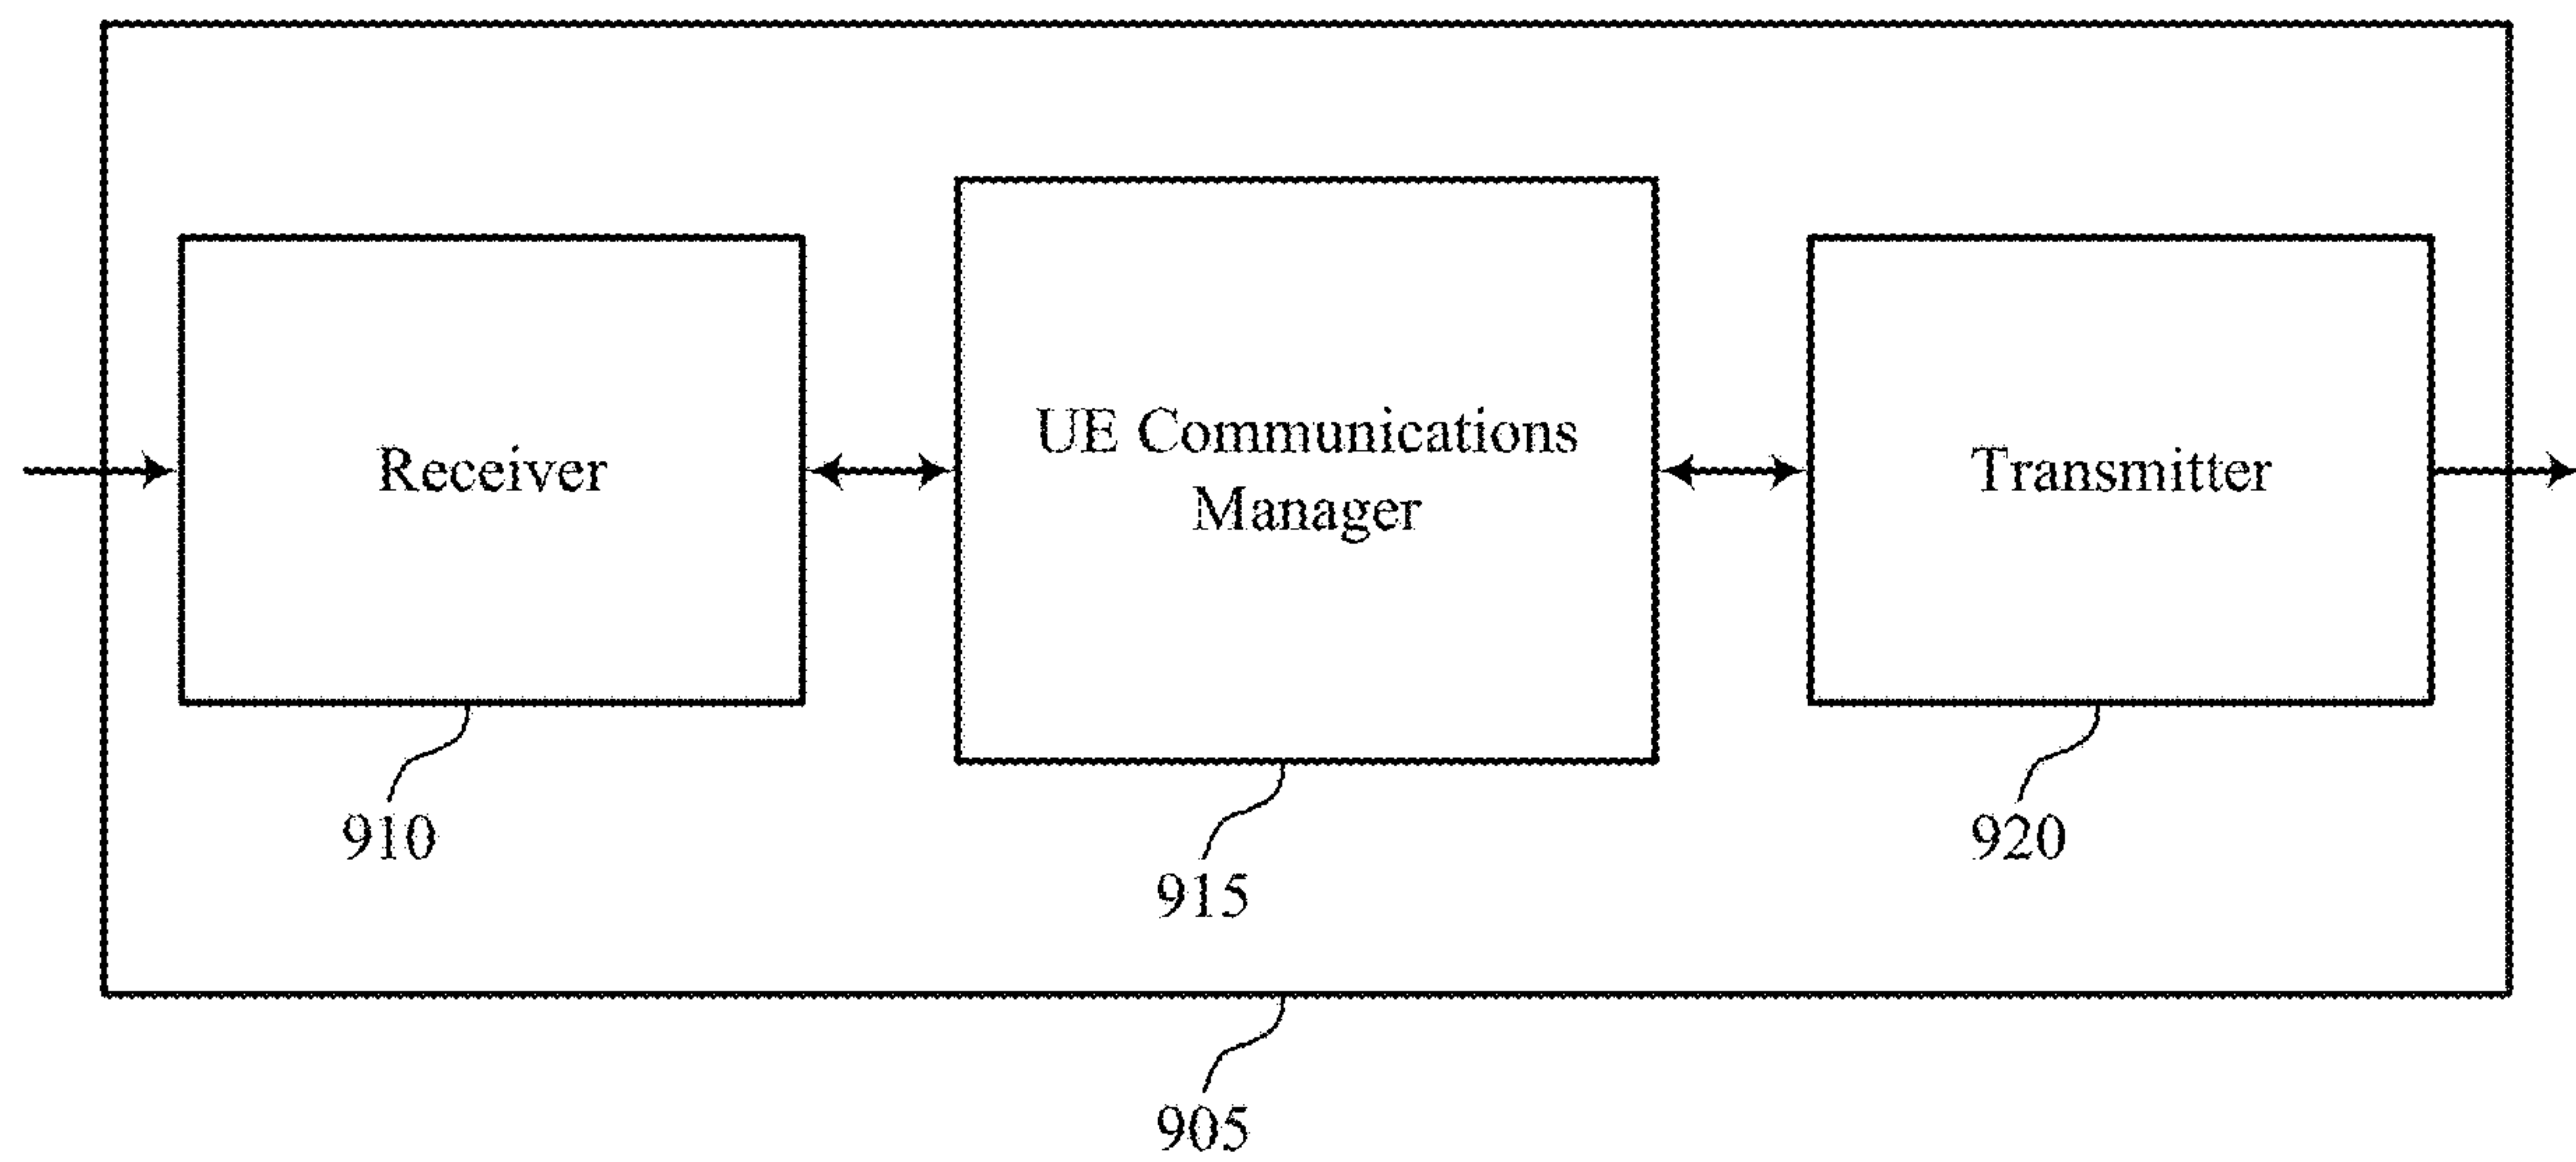 Receiver
UE Communications
Manager
Transmitter
910
915
920
905